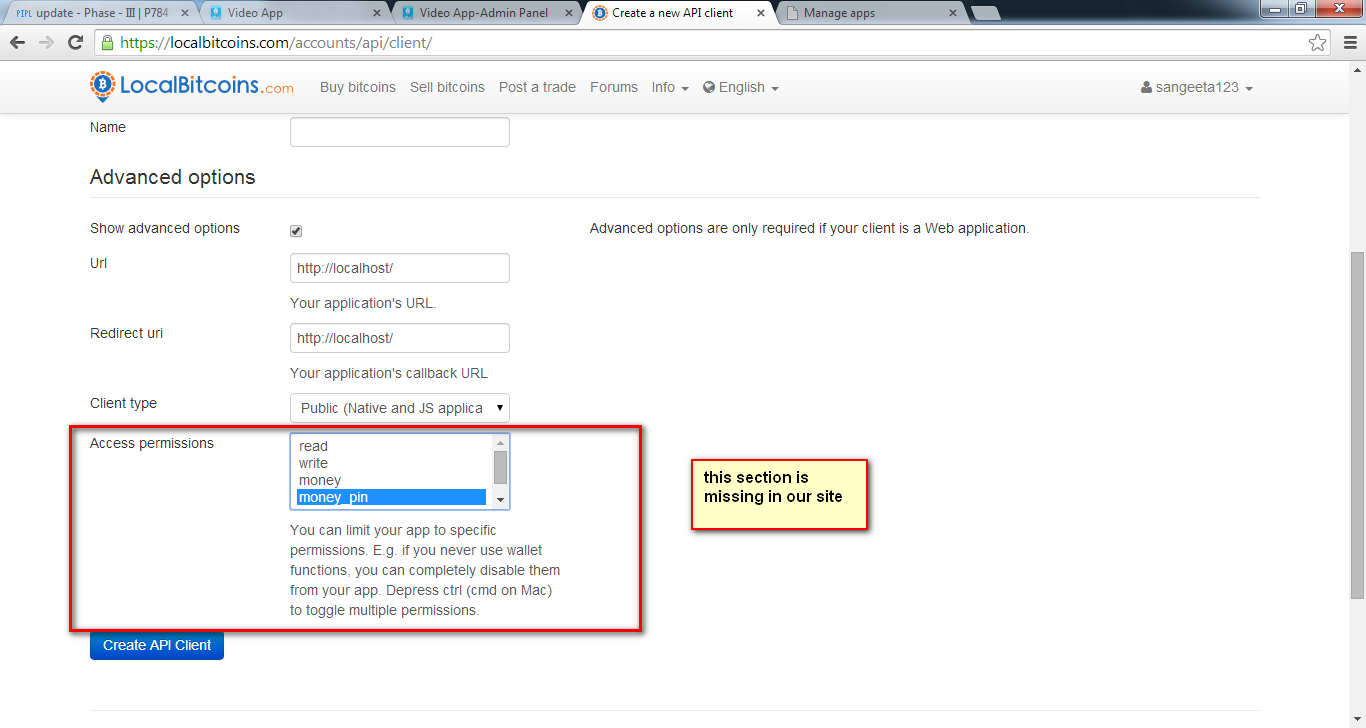 PIPL update - Phase - III | P784
Video App
Video App-Admin Panel
Create a new API client
Manage apps
https://localbitcoins.com/accounts/api/client/
LocalBitcoins.com
Buy bitcoins
Sell bitcoins
Post a trade
Forums
Info
English
sangeeta123
Name
Advanced options
Show advanced options
Advanced options are only required if your client is a Web application.
Url
http://localhost/
Your application's URL.
Redirect uri
http://localhost/
Your application's callback URL
Client type
Public (Native and JS applica
Access permissions
read
write
money
money_pin
You can limit your app to specific
permissions. E.g. if you never use wallet
functions, you can completely disable them
from your app. Depress ctrl (cmd on Mac)
to toggle multiple permissions.
this section is
missing in our site
Create API Client